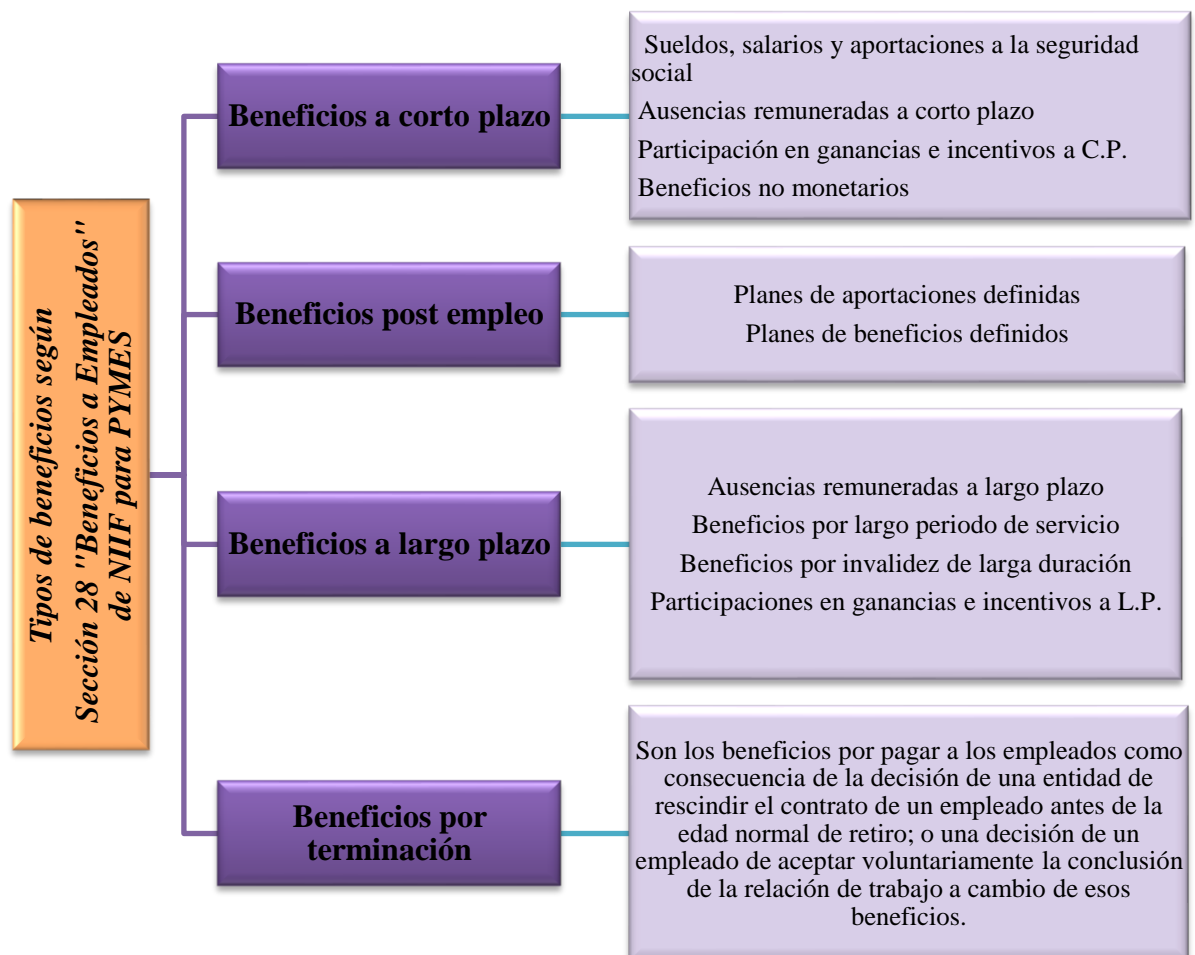 Tipos de beneficios según
Sección 28 "Beneficios a Empleados"
de NIIF para PYMES
Beneficios a corto plazo
Sueldos, salarios y aportaciones a la seguridad
social
Ausencias remuneradas a corto plazo
Participación en ganancias e incentivos a C.P.
Beneficios no monetarios
Beneficios post empleo
Planes de aportaciones definidas
Planes de beneficios definidos
Beneficios a largo plazo
Ausencias remuneradas a largo plazo
Beneficios por largo periodo de servicio
Beneficios por invalidez de larga duración
Participaciones en ganancias e incentivos a L.P.
Beneficios por
terminación
Son los beneficios por pagar a los empleados como
consecuencia de la decisión de una entidad de
rescindir el contrato de un empleado antes de la
edad normal de retiro; o una decisión de un
empleado de aceptar voluntariamente la conclusión
de la relación de trabajo a cambio de esos
beneficios.